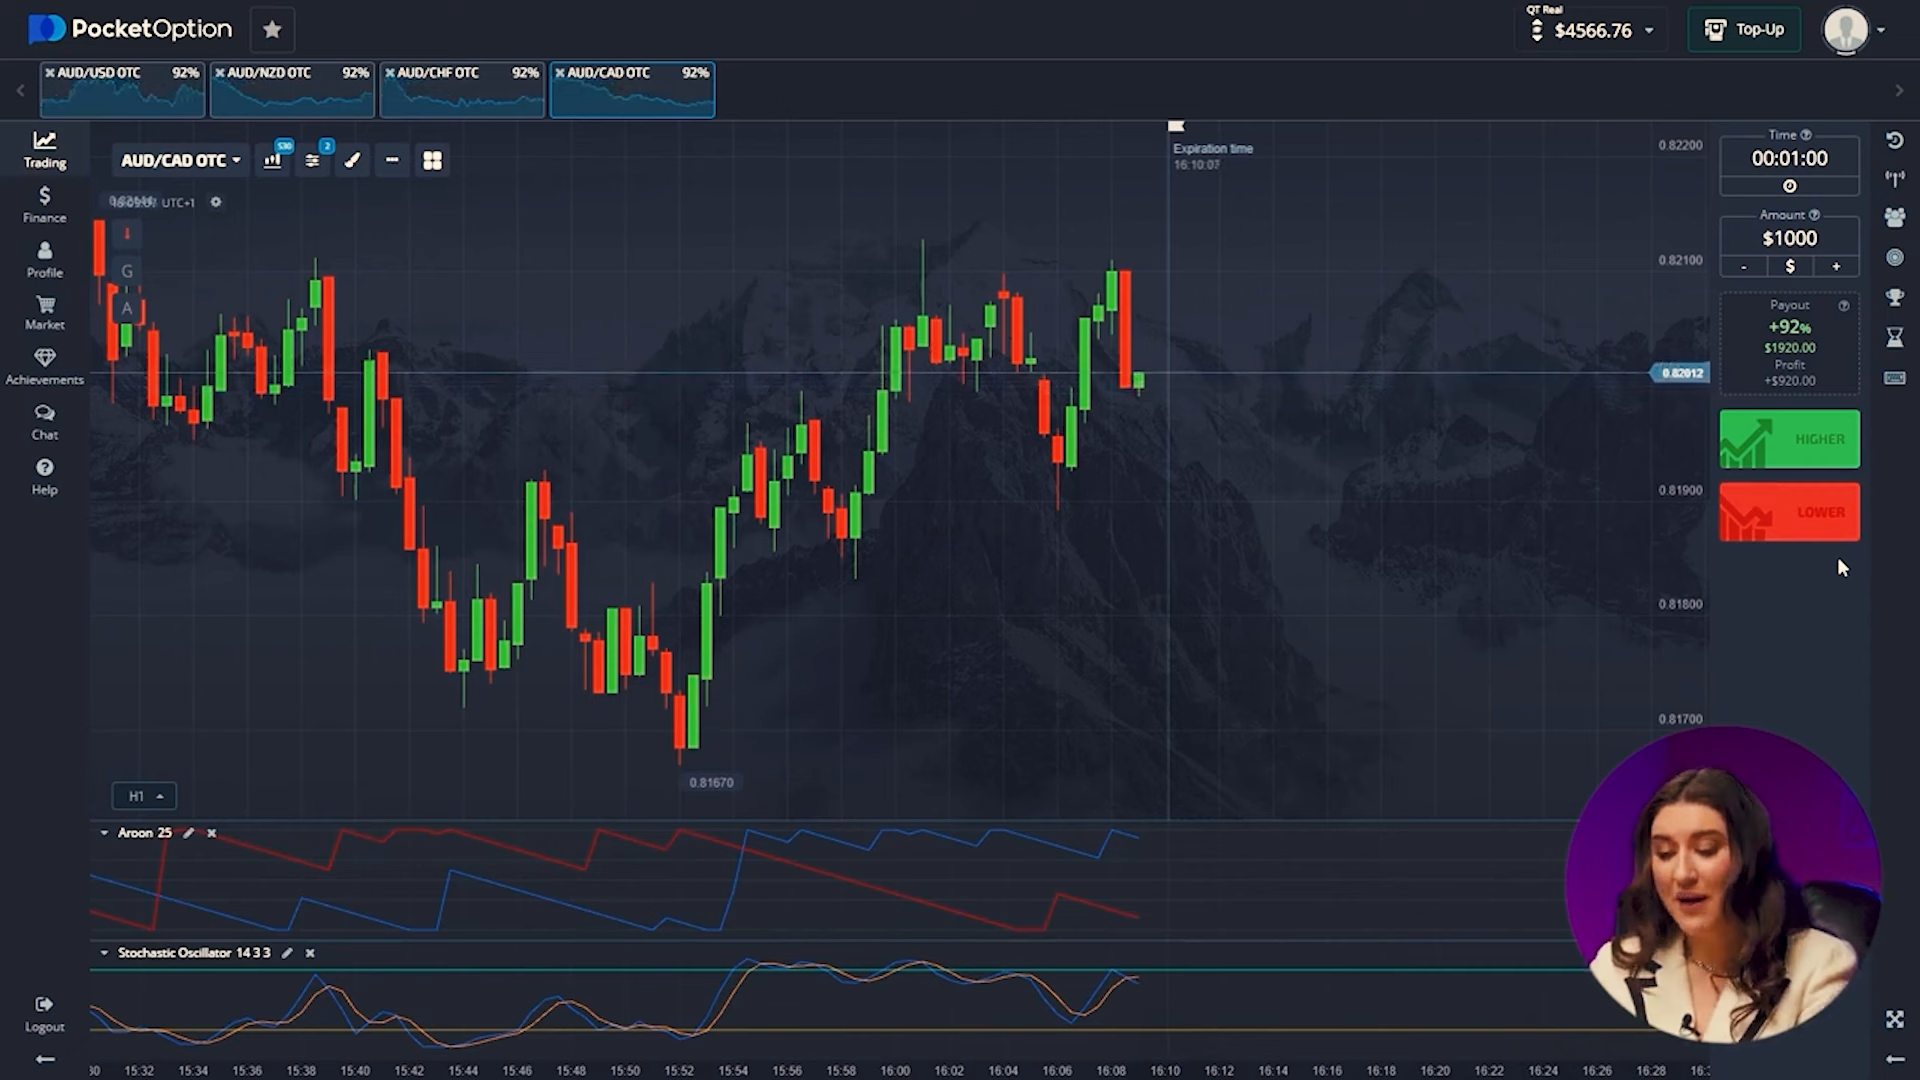 PocketOption
QT Real
$4566.76
Top-Up
AUD/USD OTC 92%
AUD/NZD OTC 92%
AUD/CHF OTC 92%
AUD/CAD OTC 92%
Trading
Finance
Profile
Market
Achievements
Chat
Help
Logout
AUD/CAD OTC
S30
2
UTC+1
G
A
Expiration time
16:10:07
0.82200
0.82100
0.82012
0.81900
0.81800
0.81700
0.81670
H1
Time
00:01:00
Amount
$1000
- $ +
Payout
+92%
$1920.00
Profit
+$920.00
HIGHER
LOWER
Aroon 25
Stochastic Oscillator 14 3 3
30 15:32 15:34 15:36 15:38 15:40 15:42 15:44 15:46 15:48 15:50 15:52 15:54 15:56 15:58 16:00 16:02 16:04 16:06 16:08 16:10 16:12 16:14 16:16 16:18 16:20 16:22 16:24 16:26 16:28 16:3